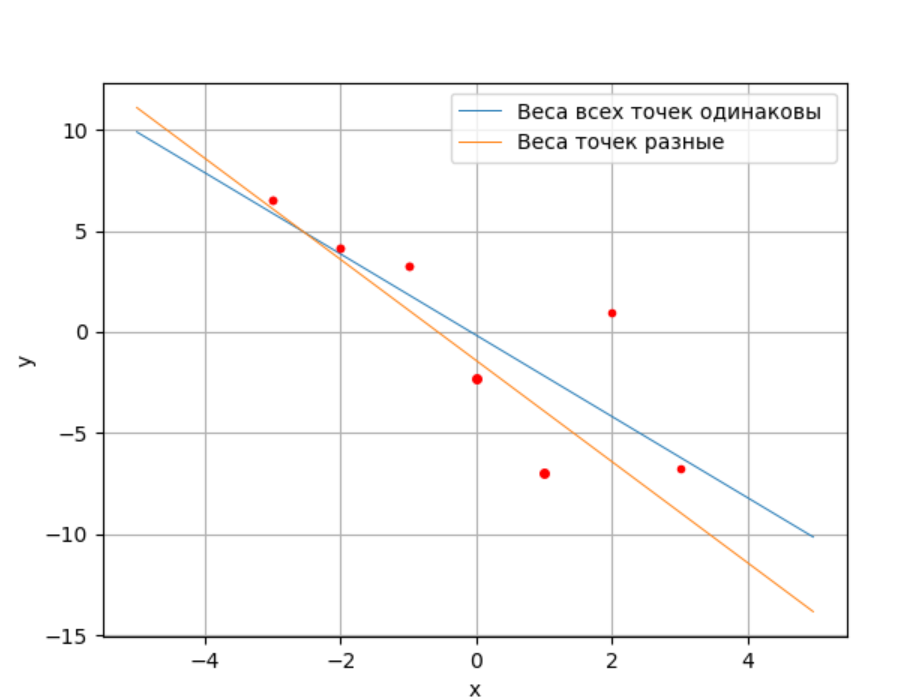 Веса всех точек одинаковы
Веса точек разные
10
5
0
−5
−10
−15
y
−4 −2 0 2 4
x